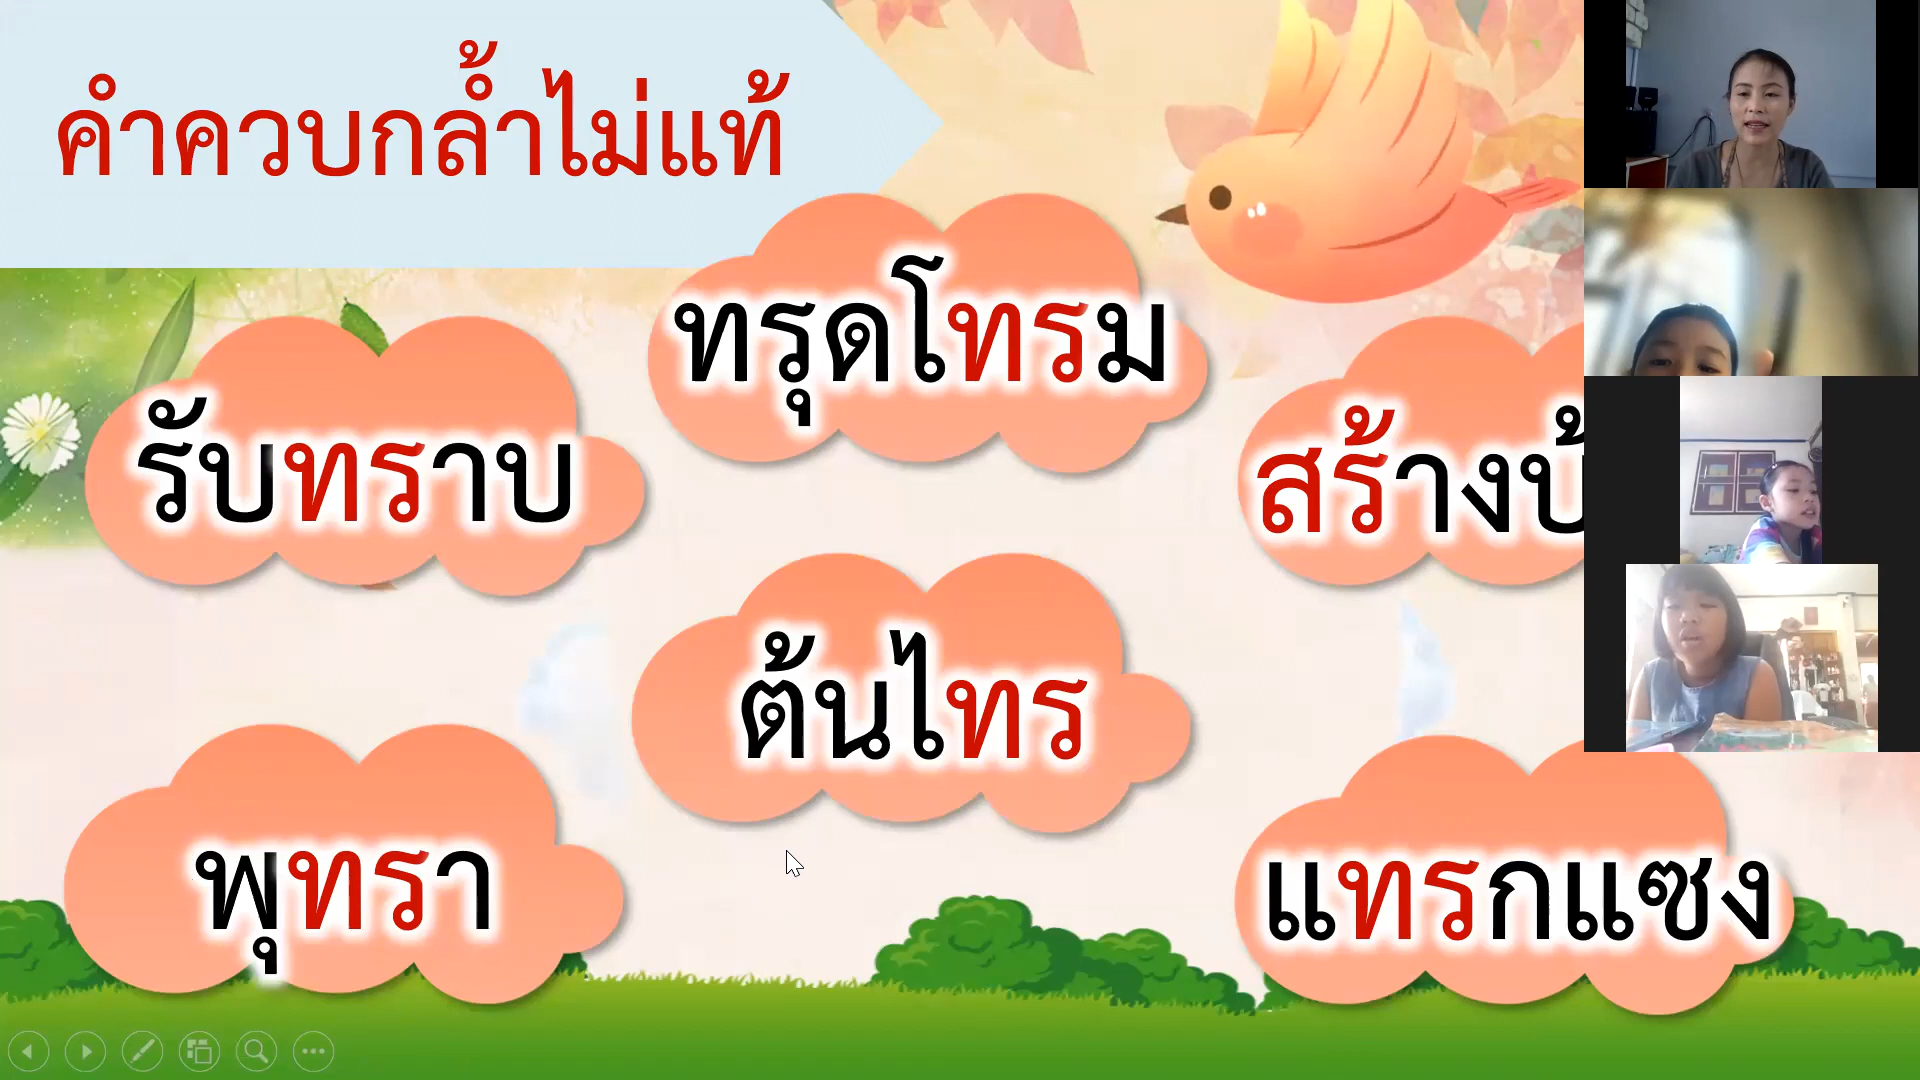 คำควบกล้ำไม่แท้
ทรุดโทรม
รับทราบ
สร้าง
ต้นไทร
พุทรา
แทรกแซง